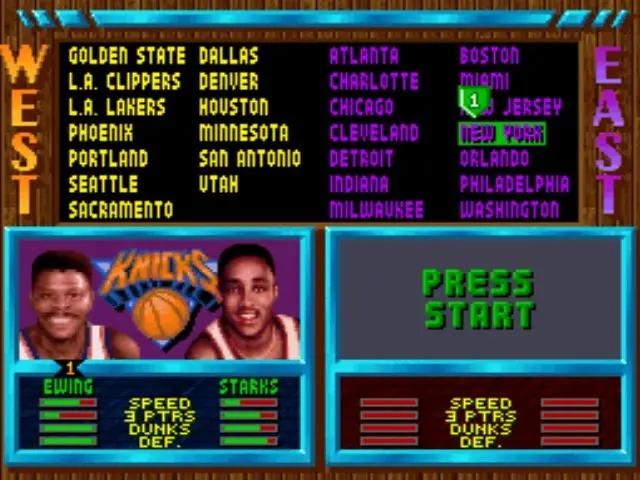 WEST
EAST
GOLDEN STATE DALLAS ATLANTA BOSTON
L.A. CLIPPERS DENVER CHARLOTTE MIAMI
1
L.A. LAKERS HOUSTON CHICAGO JERSEY
PHOENIX MINNESOTA CLEVELAND NEW YORK
PORTLAND SAN ANTONIO DETROIT ORLANDO
SEATTLE UTAH INDIANA PHILADELPHIA
SACRAMENTO MILWAUKEE WASHINGTON
KNICKS
PRESS
START
1
EWING STARKS
SPEED SPEED
3 PTRS 3 PTRS
DUNKS DUNKS
DEF. DEF.